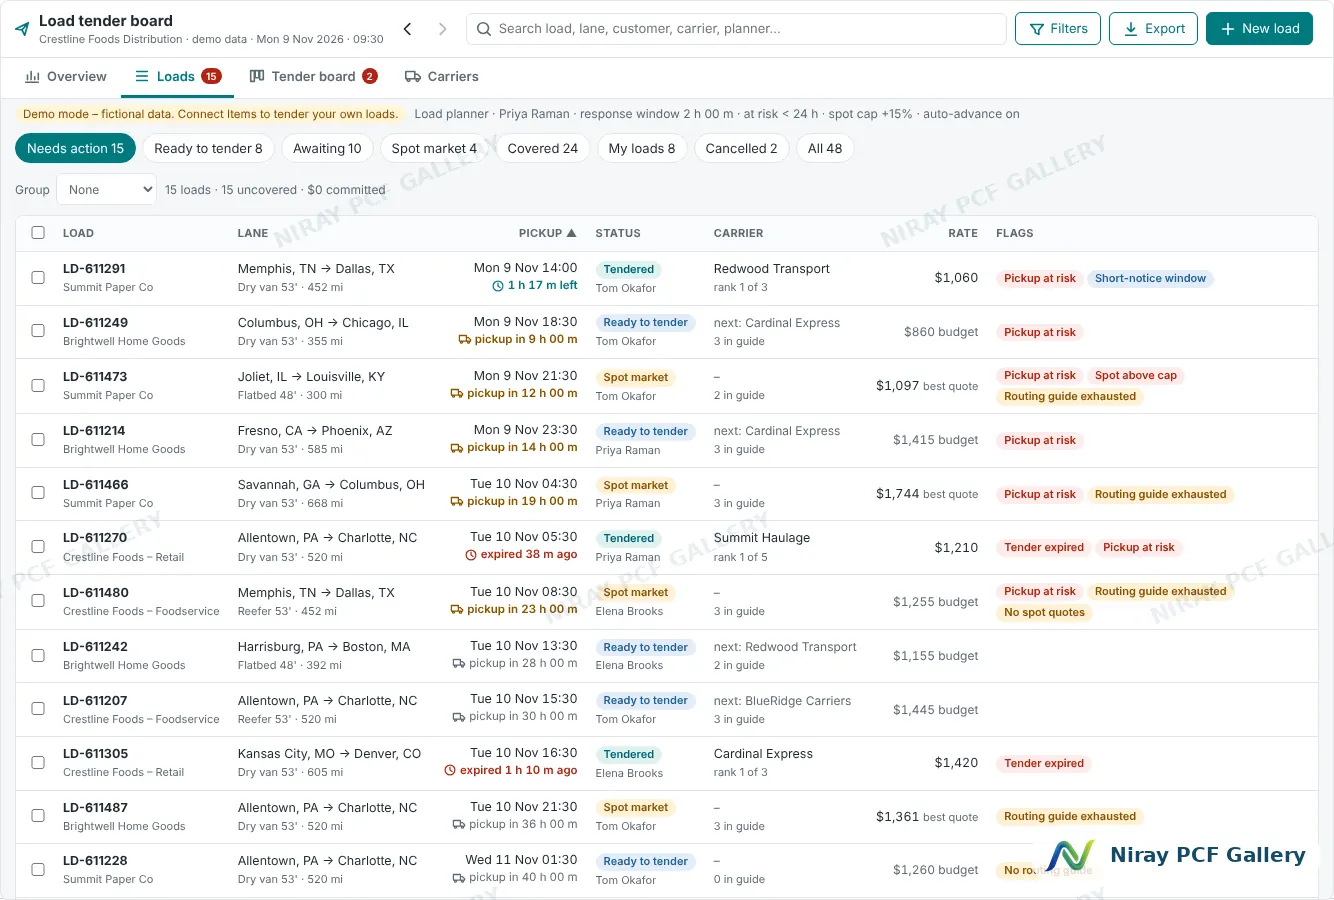 Load tender board
Crestline Foods Distribution · demo data · Mon 9 Nov 2026 · 09:30
Search load, lane, customer, carrier, planner...
Filters
Export
New load
Overview
Loads 15
Tender board 2
Carriers
Demo mode – fictional data. Connect Items to tender your own loads.
Load planner · Priya Raman · response window 2 h 00 m · at risk < 24 h · spot cap +15% · auto-advance on
Needs action 15
Ready to tender 8
Awaiting 10
Spot market 4
Covered 24
My loads 8
Cancelled 2
All 48
Group None 15 loads · 15 uncovered · $0 committed
LOAD LANE PICKUP ▲ STATUS CARRIER RATE FLAGS
LD-611291 Memphis, TN → Dallas, TX Mon 9 Nov 14:00 Tendered Redwood Transport $1,060 Pickup at risk Short-notice window
Summit Paper Co Dry van 53' · 452 mi 1 h 17 m left Tom Okafor rank 1 of 3
LD-611249 Columbus, OH → Chicago, IL Mon 9 Nov 18:30 Ready to tender next: Cardinal Express $860 budget Pickup at risk
Brightwell Home Goods Dry van 53' · 355 mi pickup in 9 h 00 m Tom Okafor 3 in guide
LD-611473 Joliet, IL → Louisville, KY Mon 9 Nov 21:30 Spot market – $1,097 best quote Pickup at risk Spot above cap
Summit Paper Co Flatbed 48' · 300 mi pickup in 12 h 00 m Tom Okafor 2 in guide Routing guide exhausted
LD-611214 Fresno, CA → Phoenix, AZ Mon 9 Nov 23:30 Ready to tender next: Cardinal Express $1,415 budget Pickup at risk
Brightwell Home Goods Dry van 53' · 585 mi pickup in 14 h 00 m Priya Raman 3 in guide
LD-611466 Savannah, GA → Columbus, OH Tue 10 Nov 04:30 Spot market – $1,744 best quote Pickup at risk Routing guide exhausted
Summit Paper Co Dry van 53' · 668 mi pickup in 19 h 00 m Priya Raman 3 in guide
LD-611270 Allentown, PA → Charlotte, NC Tue 10 Nov 05:30 Tendered Summit Haulage $1,210 Tender expired Pickup at risk
Crestline Foods – Retail Dry van 53' · 520 mi expired 38 m ago Priya Raman rank 1 of 5
LD-611480 Memphis, TN → Dallas, TX Tue 10 Nov 08:30 Spot market – $1,255 budget Pickup at risk Routing guide exhausted
Crestline Foods – Foodservice Reefer 53' · 452 mi pickup in 23 h 00 m Elena Brooks 3 in guide No spot quotes
LD-611242 Harrisburg, PA → Boston, MA Tue 10 Nov 13:30 Ready to tender next: Redwood Transport $1,155 budget
Brightwell Home Goods Flatbed 48' · 392 mi pickup in 28 h 00 m Elena Brooks 2 in guide
LD-611207 Allentown, PA → Charlotte, NC Tue 10 Nov 15:30 Ready to tender next: BlueRidge Carriers $1,445 budget
Crestline Foods – Foodservice Reefer 53' · 520 mi pickup in 30 h 00 m Tom Okafor 3 in guide
LD-611305 Kansas City, MO → Denver, CO Tue 10 Nov 16:30 Tendered Cardinal Express $1,420 Tender expired
Crestline Foods – Retail Dry van 53' · 605 mi expired 1 h 10 m ago Elena Brooks rank 1 of 3
LD-611487 Allentown, PA → Charlotte, NC Tue 10 Nov 21:30 Spot market – $1,361 best quote Routing guide exhausted
Brightwell Home Goods Dry van 53' · 520 mi pickup in 36 h 00 m Tom Okafor 3 in guide
LD-611228 Allentown, PA → Charlotte, NC Wed 11 Nov 01:30 Ready to tender – $1,260 budget No routing guide
Summit Paper Co Dry van 53' · 520 mi pickup in 40 h 00 m Tom Okafor 0 in guide
NIRAY PCF GALLERY
NIRAY PCF GALLERY
NIRAY PCF GALLERY
Niray PCF Gallery